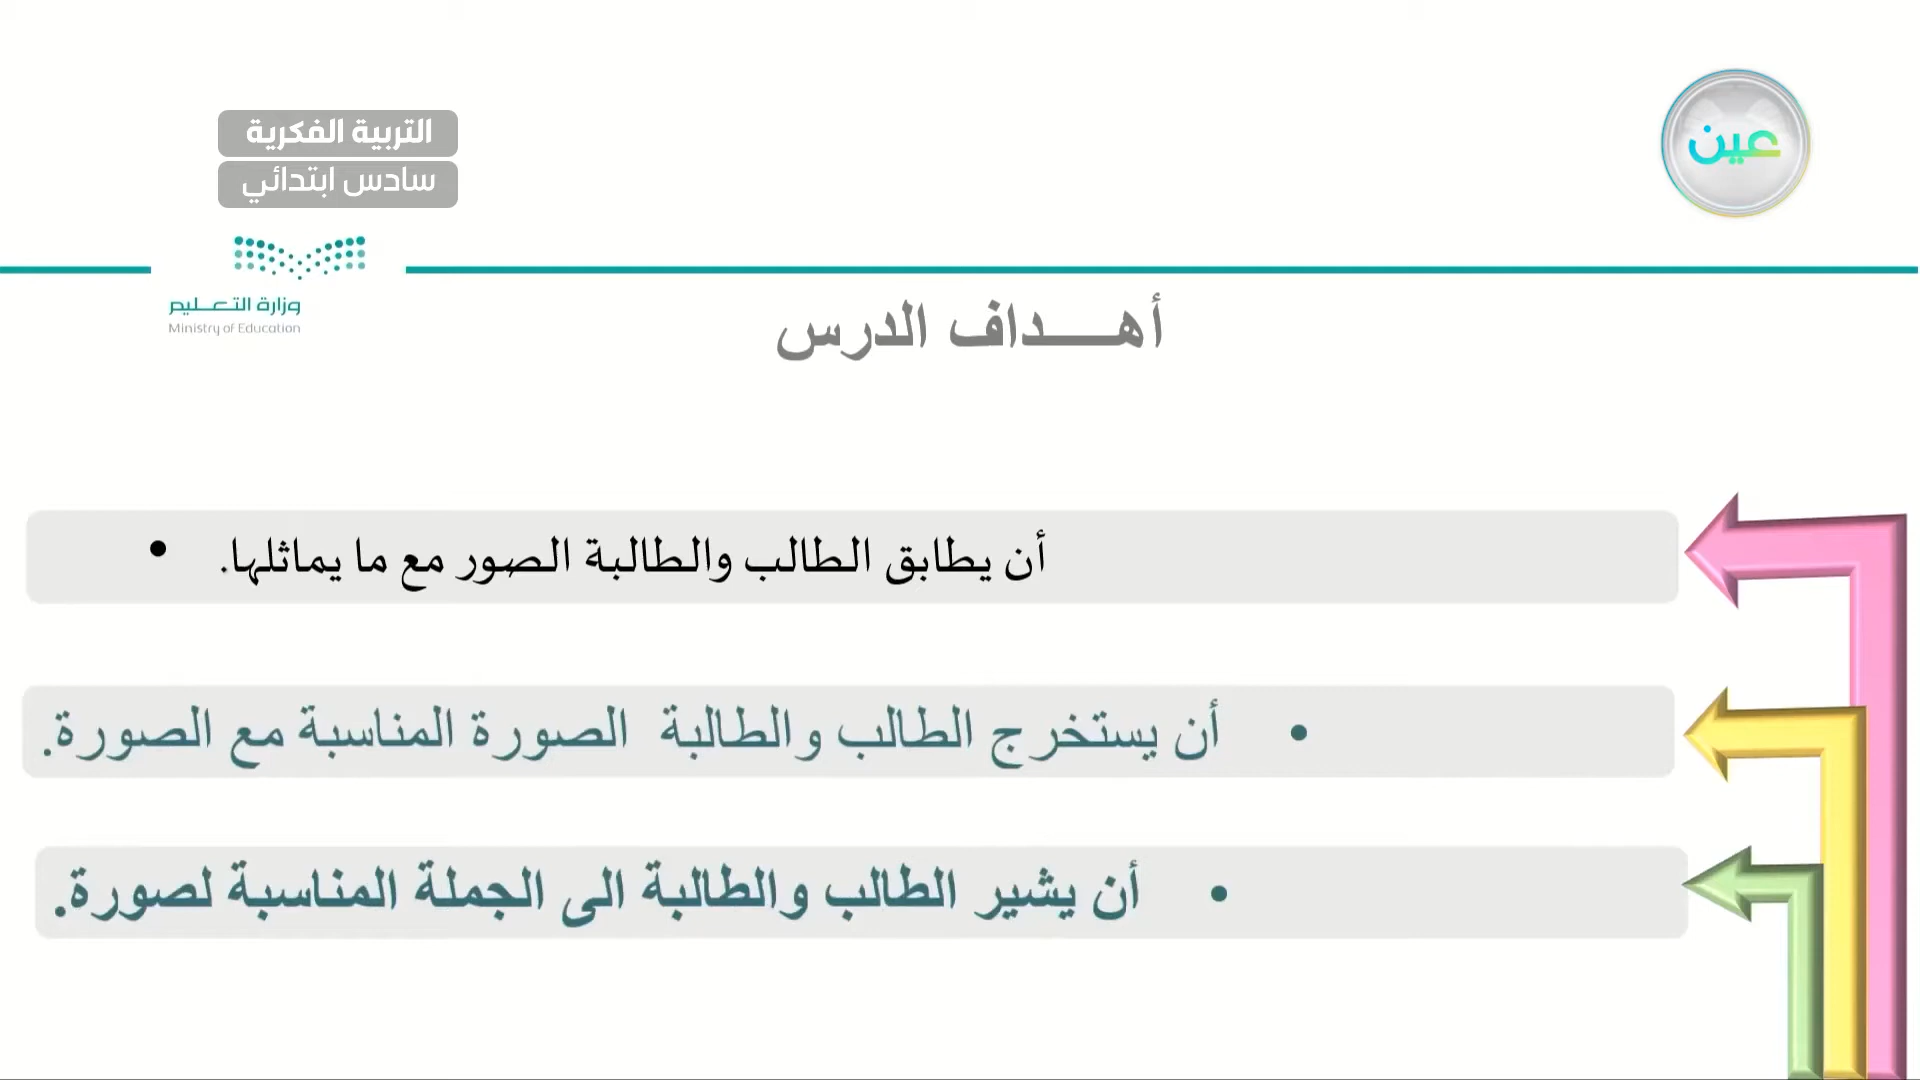 التربية الفكرية
سادس ابتدائي
عين
وزارة التعليم
Ministry of Education
أهداف الدرس
أن يطابق الطالب والطالبة الصور مع ما يماثلها.
أن يستخرج الطالب والطالبة الصورة المناسبة مع الصورة.
أن يشير الطالب والطالبة الى الجملة المناسبة لصورة.